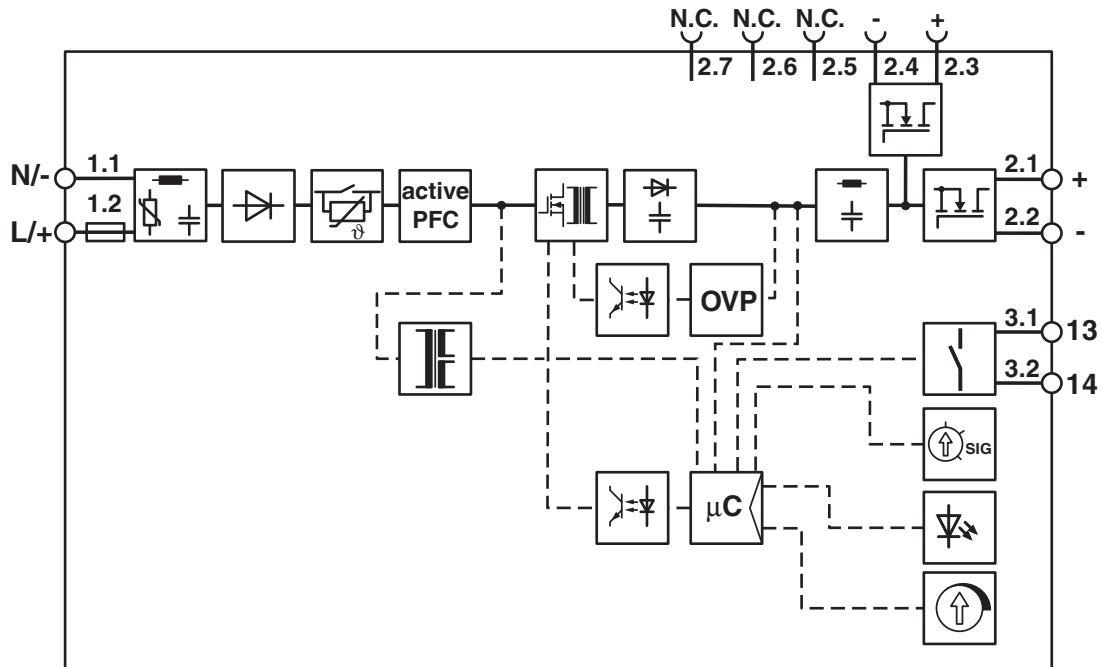 N.C. N.C. N.C. - +
2.7 2.6 2.5 2.4 2.3
N/- 1.1
L/+ 1.2
ϑ
active
PFC
2.1 +
2.2 -
OVP
3.1 13
3.2 14
SIG
µC